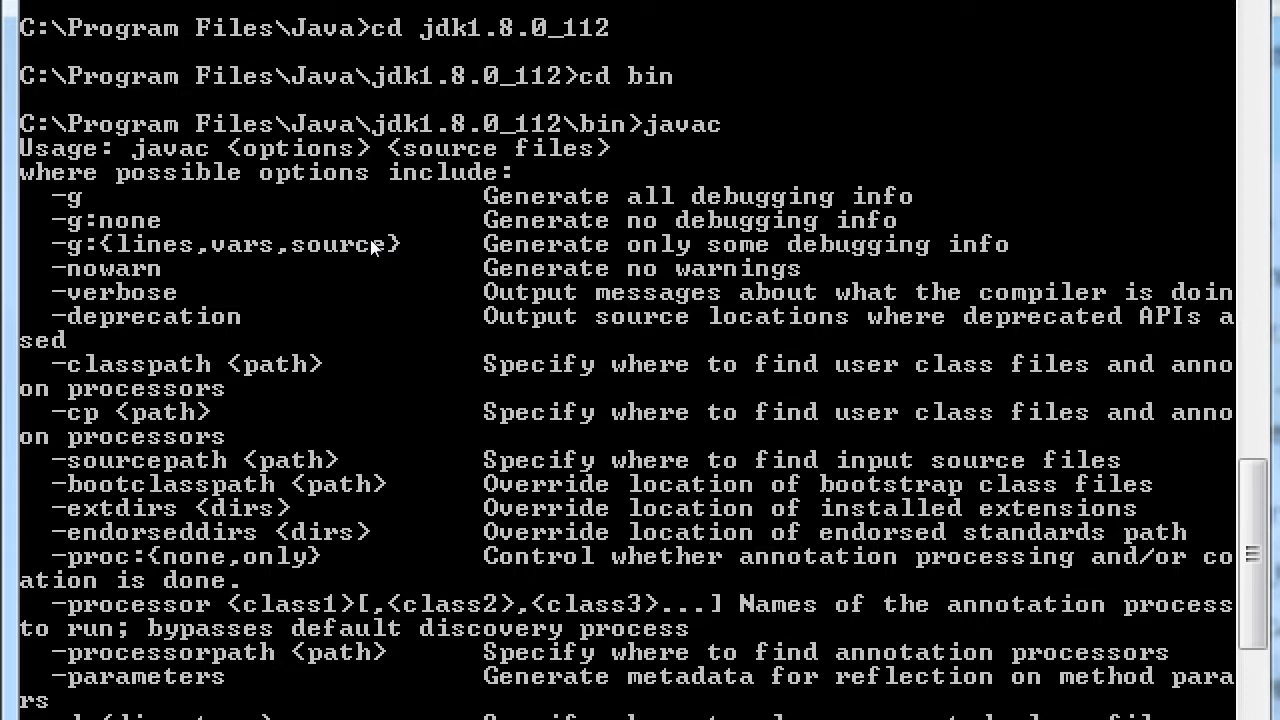 C:\Program Files\Java>cd jdk1.8.0_112
C:\Program Files\Java\jdk1.8.0_112>cd bin
C:\Program Files\Java\jdk1.8.0_112\bin>javac
Usage: javac <options> <source files>
where possible options include:
-g Generate all debugging info
-g:none Generate no debugging info
-g:{lines,vars,source} Generate only some debugging info
-nowarn Generate no warnings
-verbose Output messages about what the compiler is doin
-deprecation Output source locations where deprecated APIs a
sed
-classpath <path> Specify where to find user class files and anno
on processors
-cp <path> Specify where to find user class files and anno
on processors
-sourcepath <path> Specify where to find input source files
-bootclasspath <path> Override location of bootstrap class files
-extdirs <dirs> Override location of installed extensions
-endorseddirs <dirs> Override location of endorsed standards path
-proc:{none,only} Control whether annotation processing and/or co
ation is done.
-processor <class1>[,<class2>,<class3>...] Names of the annotation process
to run; bypasses default discovery process
-processorpath <path> Specify where to find annotation processors
-parameters Generate metadata for reflection on method para
rs